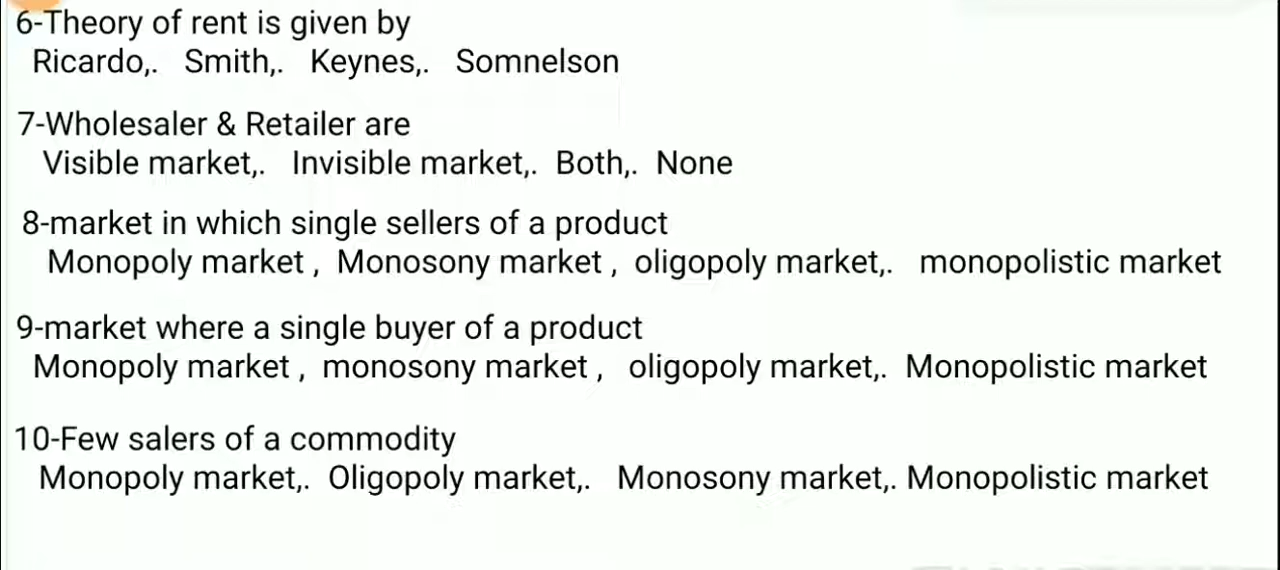 6-Theory of rent is given by
Ricardo,. Smith,. Keynes,. Somnelson
7-Wholesaler & Retailer are
Visible market,. Invisible market,. Both,. None
8-market in which single sellers of a product
Monopoly market , Monosony market , oligopoly market,. monopolistic market
9-market where a single buyer of a product
Monopoly market , monosony market , oligopoly market,. Monopolistic market
10-Few salers of a commodity
Monopoly market,. Oligopoly market,. Monosony market,. Monopolistic market